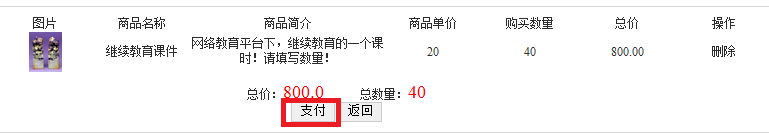 图片 商品名称 商品简介 商品单价 购买数量 总价 操作
继续教育课件 网络教育平台下，继续教育的一个课时！请填写数量！ 20 40 800.00 删除
总价：800.0 总数量：40
支付 返回